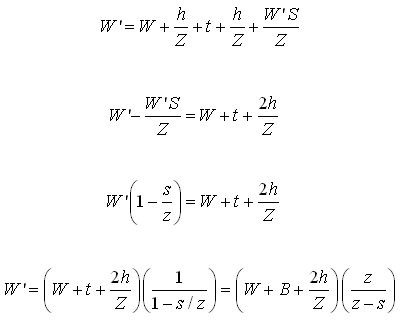 W' = W + h/Z + t + h/Z + W'S/Z
W' - W'S/Z = W + t + 2h/Z
W'(1 - s/z) = W + t + 2h/Z
W' = (W + t + 2h/Z)(1/(1 - s/z)) = (W + B + 2h/Z)(z/(z - s))